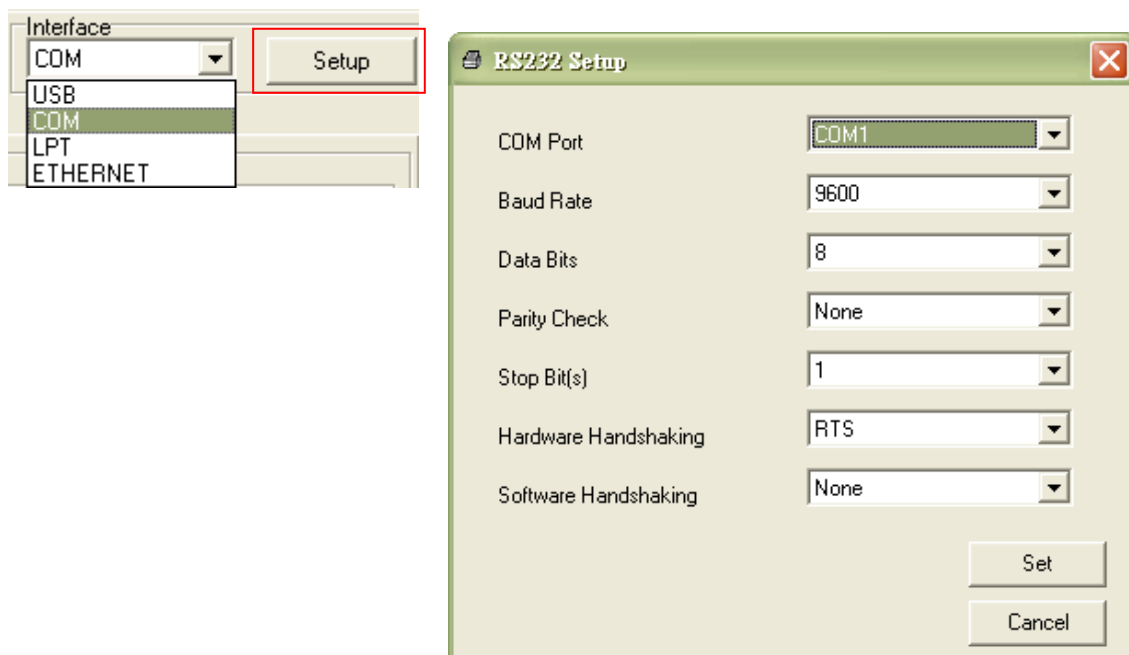 Interface
COM
Setup
USB
COM
LPT
ETHERNET
RS232 Setup
COM Port
COM1
Baud Rate
9600
Data Bits
8
Parity Check
None
Stop Bit(s)
1
Hardware Handshaking
RTS
Software Handshaking
None
Set
Cancel